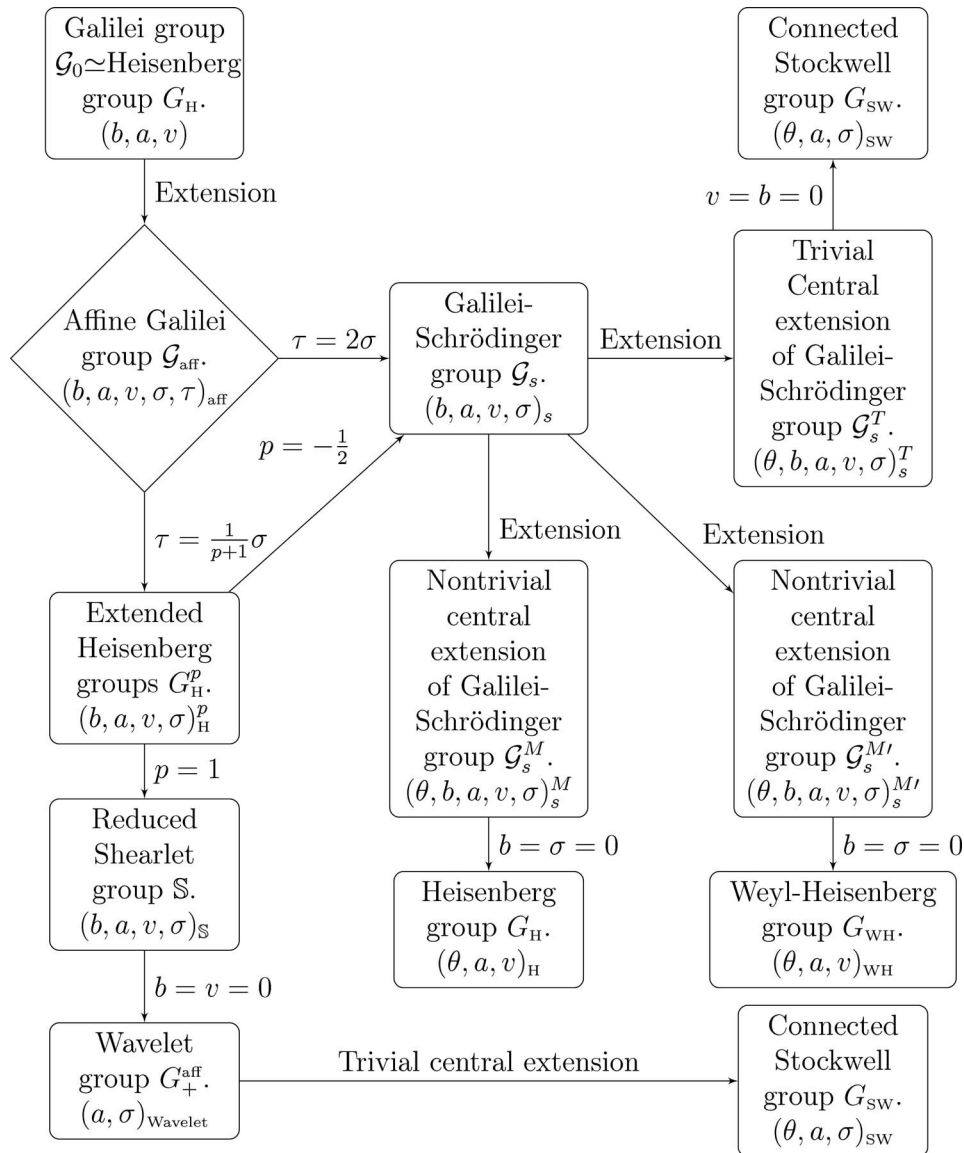 Galilei group
𝒢₀≃Heisenberg
group G_H.
(b, a, v)
Extension
Affine Galilei
group 𝒢_aff.
(b, a, v, σ, τ)_aff
τ = 2σ
Galilei-
Schrödinger
group 𝒢_s.
(b, a, v, σ)_s
Extension
Trivial
Central
extension
of Galilei-
Schrödinger
group 𝒢_s^T.
(θ, b, a, v, σ)_s^T
v = b = 0
Connected
Stockwell
group G_SW.
(θ, a, σ)_SW
p = −1/2
τ = 1/(p+1) σ
Extension
Extension
Extended
Heisenberg
groups G_H^p.
(b, a, v, σ)_H^p
Nontrivial
central
extension
of Galilei-
Schrödinger
group 𝒢_s^M.
(θ, b, a, v, σ)_s^M
Nontrivial
central
extension
of Galilei-
Schrödinger
group 𝒢_s^M′.
(θ, b, a, v, σ)_s^M′
p = 1
b = σ = 0
b = σ = 0
Reduced
Shearlet
group 𝕊.
(b, a, v, σ)_𝕊
Heisenberg
group G_H.
(θ, a, v)_H
Weyl-Heisenberg
group G_WH.
(θ, a, v)_WH
b = v = 0
Wavelet
group G_+^aff.
(a, σ)_Wavelet
Trivial central extension
Connected
Stockwell
group G_SW.
(θ, a, σ)_SW